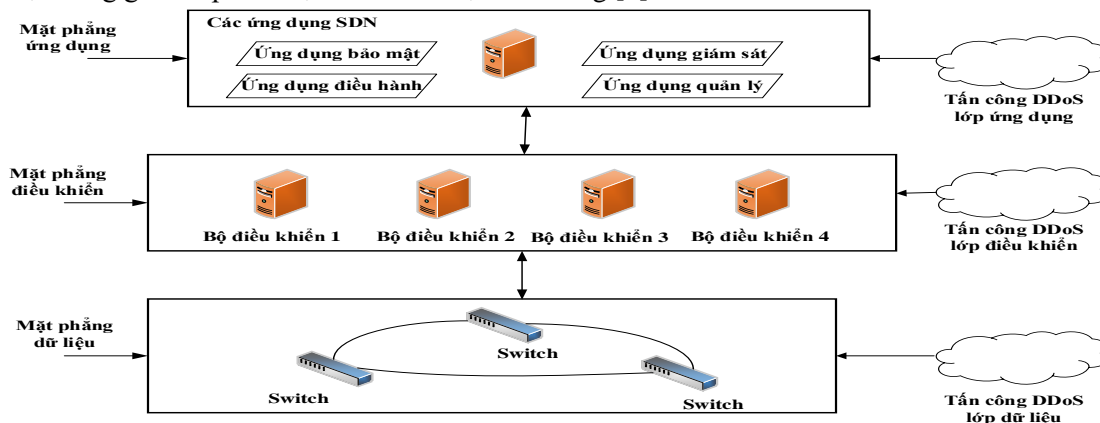 Các ứng dụng SDN
Mặt phẳng
ứng dụng
Ứng dụng bảo mật
Ứng dụng giám sát
Ứng dụng điều hành
Ứng dụng quản lý
Tấn công DDoS
lớp ứng dụng
Mặt phẳng
điều khiển
Bộ điều khiển 1
Bộ điều khiển 2
Bộ điều khiển 3
Bộ điều khiển 4
Tấn công DDoS
lớp điều khiển
Mặt phẳng
dữ liệu
Switch
Switch
Switch
Tấn công DDoS
lớp dữ liệu